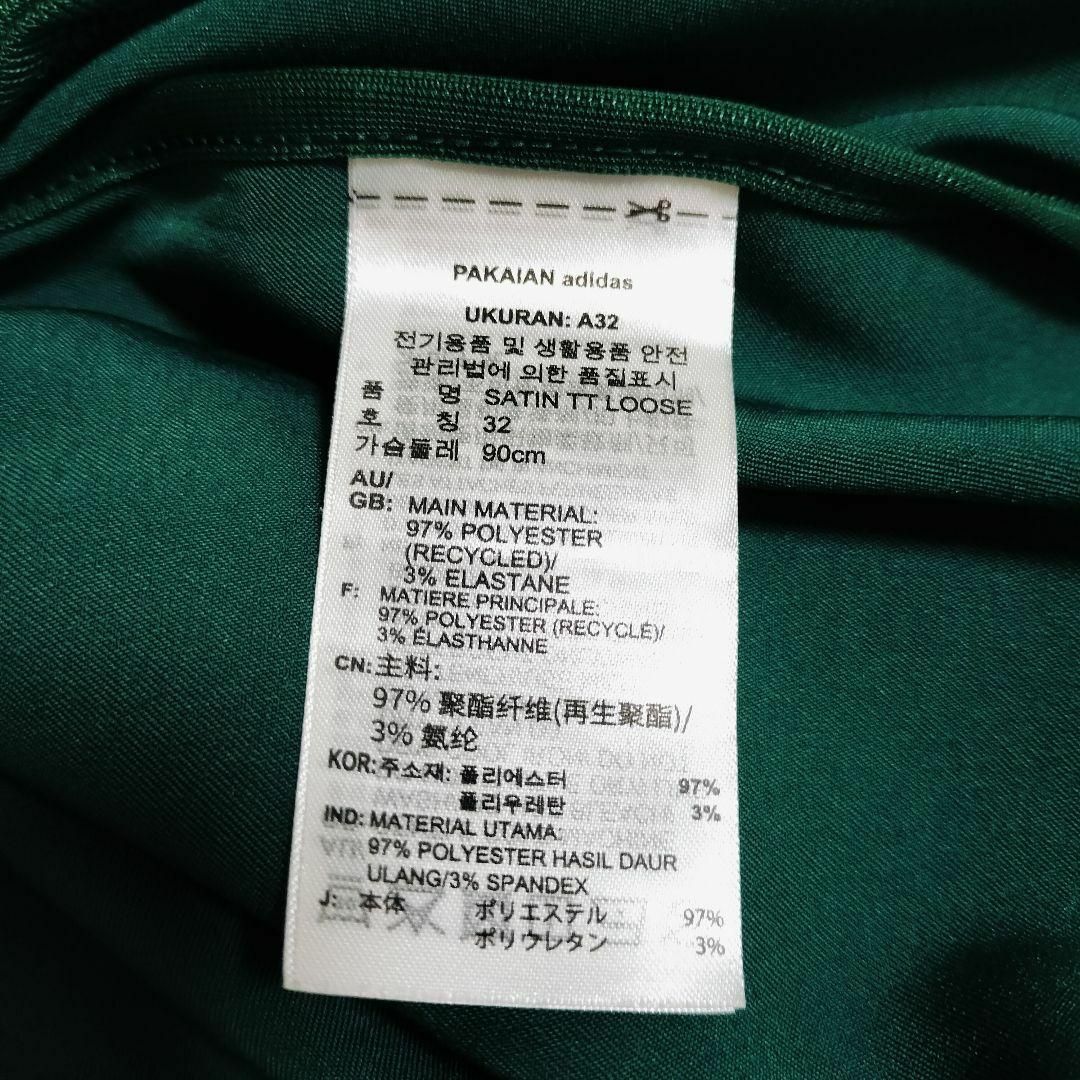 PAKAIAN adidas
UKURAN: A32
전기용품 및 생활용품 안전
관리법에 의한 품질표시
품 명 SATIN TT LOOSE
호 칭 32
가슴둘레 90cm
AU/
GB: MAIN MATERIAL:
97% POLYESTER
(RECYCLED)/
3% ELASTANE
F: MATIERE PRINCIPALE:
97% POLYESTER (RECYCLÉ)/
3% ÉLASTHANNE
CN: 主料:
97% 聚酯纤维(再生聚酯)/
3% 氨纶
KOR: 주소재: 폴리에스터 97%
폴리우레탄 3%
IND: MATERIAL UTAMA:
97% POLYESTER HASIL DAUR
ULANG/3% SPANDEX
J: 本体 ポリエステル 97%
ポリウレタン 3%